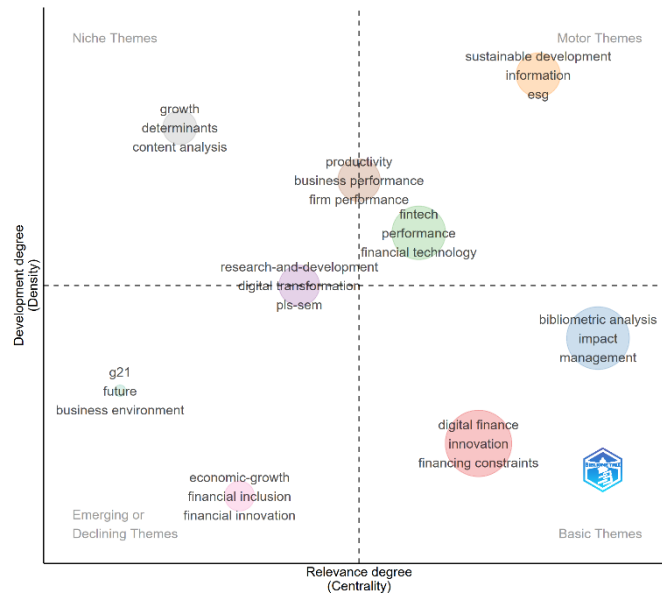 Niche Themes
Motor Themes
sustainable development
information
esg
growth
determinants
content analysis
productivity
business performance
firm performance
fintech
performance
financial technology
research-and-development
digital transformation
pls-sem
bibliometric analysis
impact
management
g21
future
business environment
digital finance
innovation
financing constraints
economic-growth
financial inclusion
financial innovation
Emerging or
Declining Themes
Basic Themes
BIBLIOMETRIX
Development degree
(Density)
Relevance degree
(Centrality)